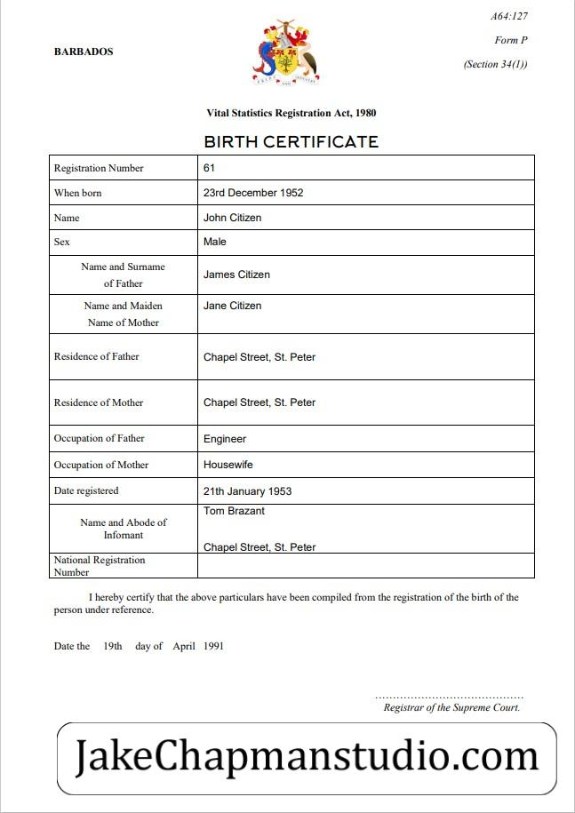 A64:127
BARBADOS
Form P
(Section 34(1))
Vital Statistics Registration Act, 1980
BIRTH CERTIFICATE
Registration Number 61
When born 23rd December 1952
Name John Citizen
Sex Male
Name and Surname
of Father
James Citizen
Name and Maiden
Name of Mother
Jane Citizen
Residence of Father Chapel Street, St. Peter
Residence of Mother Chapel Street, St. Peter
Occupation of Father Engineer
Occupation of Mother Housewife
Date registered 21th January 1953
Name and Abode of
Infomant
Tom Brazant
Chapel Street, St. Peter
National Registration
Number
I hereby certify that the above particulars have been compiled from the registration of the birth of the
person under reference.
Date the 19th day of April 1991
Registrar of the Supreme Court.
JakeChapmanstudio.com